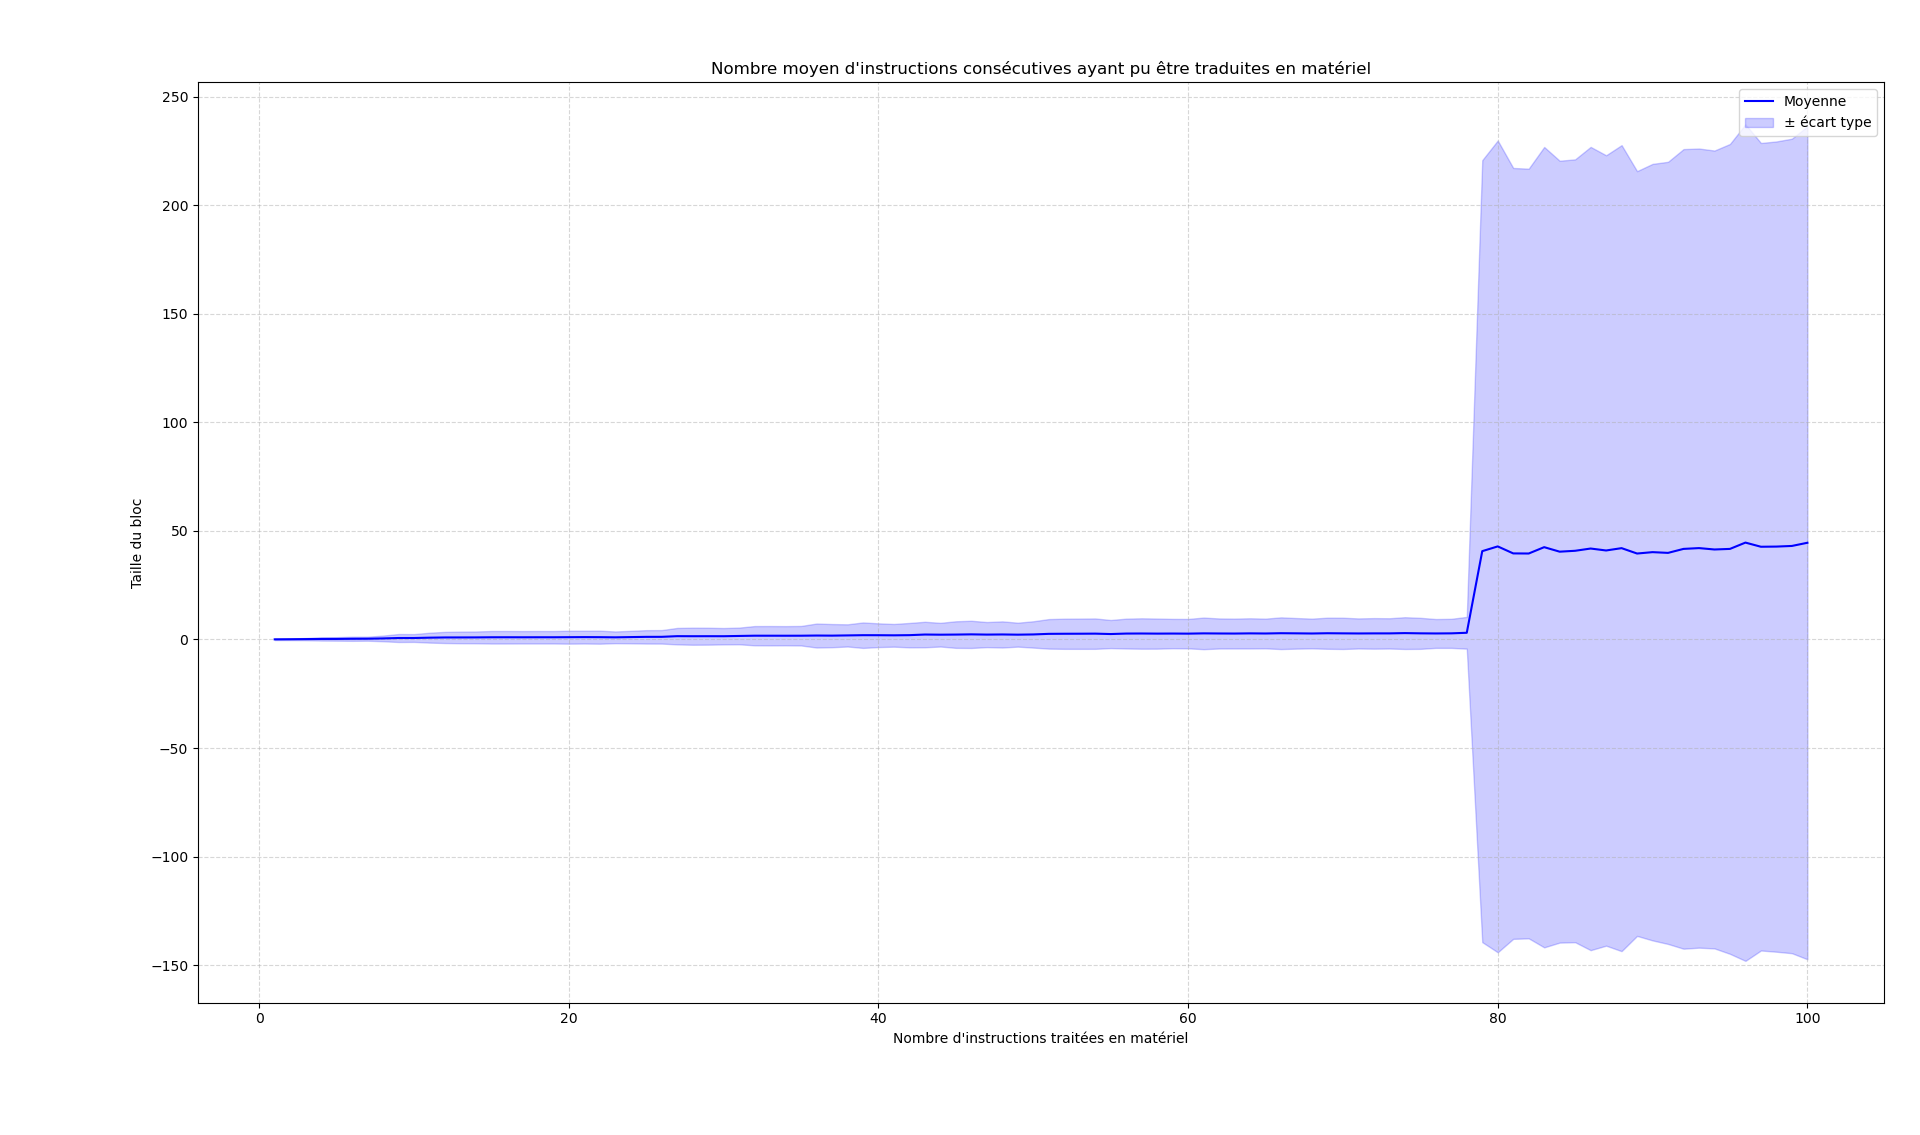 Nombre moyen d'instructions consécutives ayant pu être traduites en matériel
Moyenne
± écart type
250
200
150
100
50
0
−50
−100
−150
Taille du bloc
0 20 40 60 80 100
Nombre d'instructions traitées en matériel